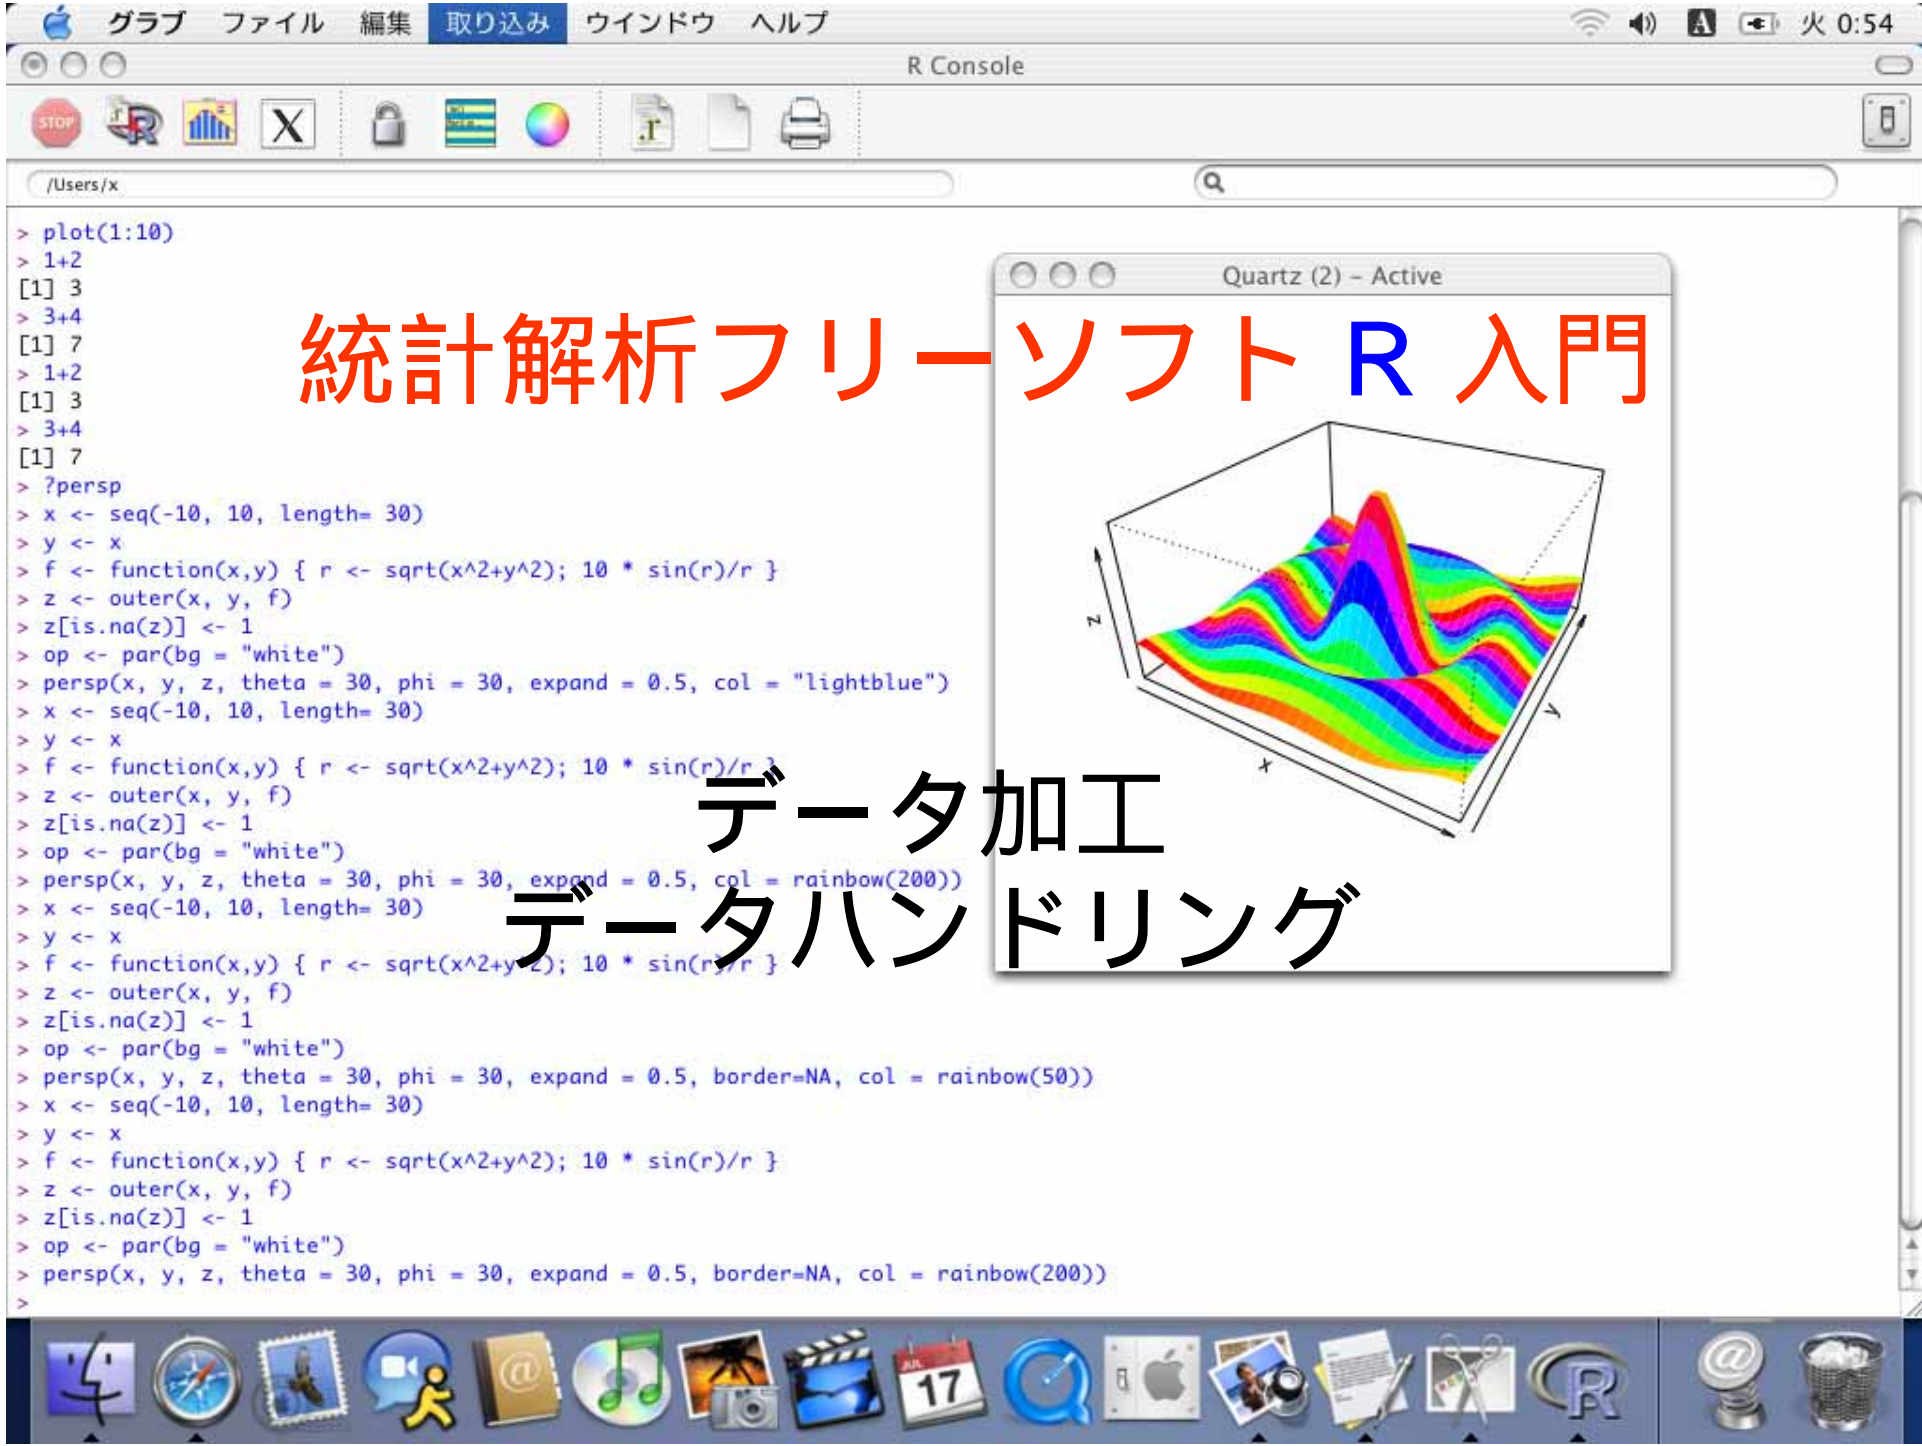 グラブ ファイル 編集 取り込み ウインドウ ヘルプ 火 0:54
R Console
STOP X .r
/Users/x
> plot(1:10)
> 1+2
[1] 3
> 3+4
[1] 7
> 1+2
[1] 3
> 3+4
[1] 7
> ?persp
> x <- seq(-10, 10, length= 30)
> y <- x
> f <- function(x,y) { r <- sqrt(x^2+y^2); 10 * sin(r)/r }
> z <- outer(x, y, f)
> z[is.na(z)] <- 1
> op <- par(bg = "white")
> persp(x, y, z, theta = 30, phi = 30, expand = 0.5, col = "lightblue")
> x <- seq(-10, 10, length= 30)
> y <- x
> f <- function(x,y) { r <- sqrt(x^2+y^2); 10 * sin(r)/r }
> z <- outer(x, y, f)
> z[is.na(z)] <- 1
> op <- par(bg = "white")
> persp(x, y, z, theta = 30, phi = 30, expand = 0.5, col = rainbow(200))
> x <- seq(-10, 10, length= 30)
> y <- x
> f <- function(x,y) { r <- sqrt(x^2+y^2); 10 * sin(r)/r }
> z <- outer(x, y, f)
> z[is.na(z)] <- 1
> op <- par(bg = "white")
> persp(x, y, z, theta = 30, phi = 30, expand = 0.5, border=NA, col = rainbow(50))
> x <- seq(-10, 10, length= 30)
> y <- x
> f <- function(x,y) { r <- sqrt(x^2+y^2); 10 * sin(r)/r }
> z <- outer(x, y, f)
> z[is.na(z)] <- 1
> op <- par(bg = "white")
> persp(x, y, z, theta = 30, phi = 30, expand = 0.5, border=NA, col = rainbow(200))
>
Quartz (2) – Active
統計解析フリーソフト R 入門
z
y
x
データ加工
データハンドリング
JUL
17
R